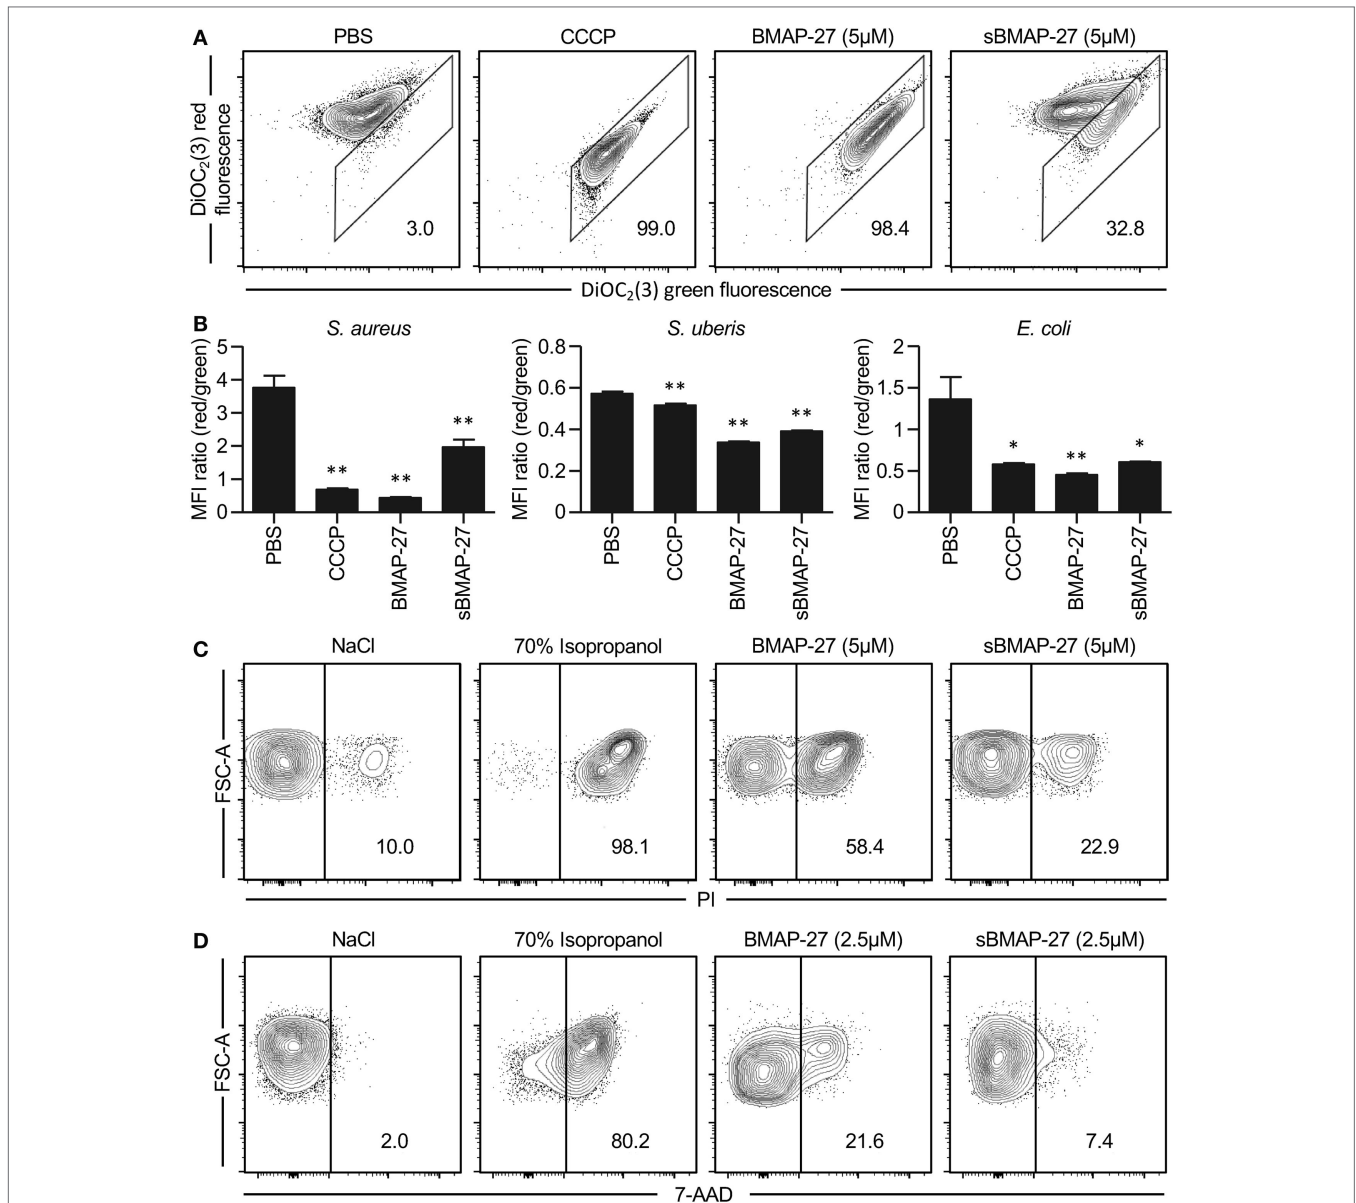 A
PBS
CCCP
BMAP-27 (5µM)
sBMAP-27 (5µM)
DiOC2(3) red
fluorescence
3.0
99.0
98.4
32.8
DiOC2(3) green fluorescence
B
S. aureus
S. uberis
E. coli
MFI ratio (red/green)
5
4
3
2
1
0
**
**
**
PBS
CCCP
BMAP-27
sBMAP-27
MFI ratio (red/green)
0.8
0.6
0.4
0.2
0
**
**
**
PBS
CCCP
BMAP-27
sBMAP-27
MFI ratio (red/green)
2
1.5
1
0.5
0
*
**
*
PBS
CCCP
BMAP-27
sBMAP-27
C
NaCl
70% Isopropanol
BMAP-27 (5µM)
sBMAP-27 (5µM)
FSC-A
10.0
98.1
58.4
22.9
PI
D
NaCl
70% Isopropanol
BMAP-27 (2.5µM)
sBMAP-27 (2.5µM)
FSC-A
2.0
80.2
21.6
7.4
7-AAD